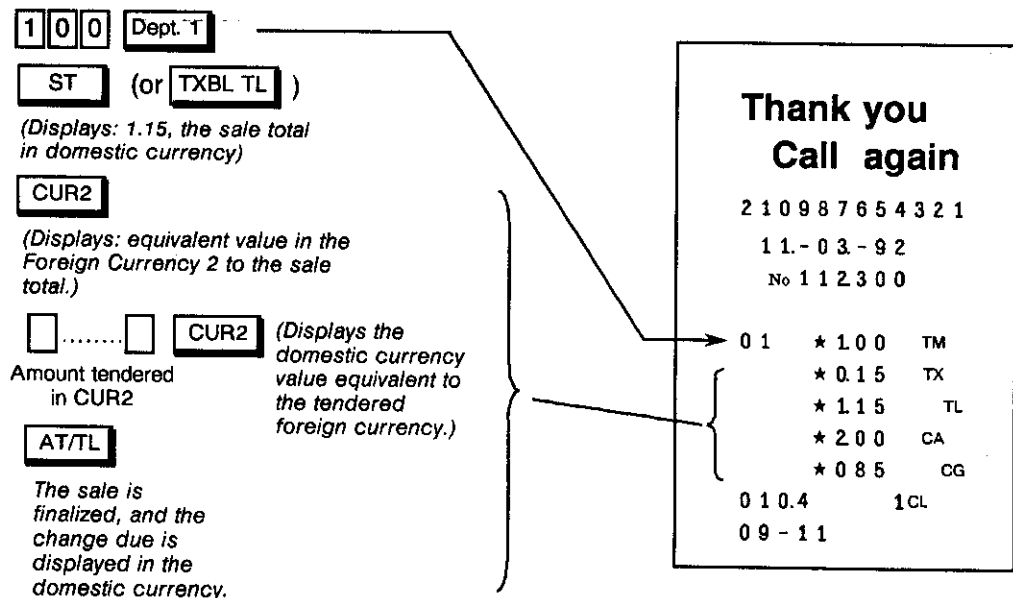 1 0 0 Dept. 1
ST (or TXBL TL )
(Displays: 1.15, the sale total
in domestic currency)
CUR2
(Displays: equivalent value in the
Foreign Currency 2 to the sale
total.)
........ CUR2 (Displays the
domestic currency
value equivalent to
the tendered
foreign currency.)
Amount tendered
in CUR2
AT/TL
The sale is
finalized, and the
change due is
displayed in the
domestic currency.
Thank you
Call again
2 1 0 9 8 7 6 5 4 3 2 1
1 1.- 0 3.- 9 2
No 1 1 2.3 0 0
0 1 ★ 1.0 0 TM
★ 0.1 5 TX
★ 1.1 5 TL
★ 2.0 0 CA
★ 0 8 5 CG
0 1 0.4 1 CL
0 9 - 1 1